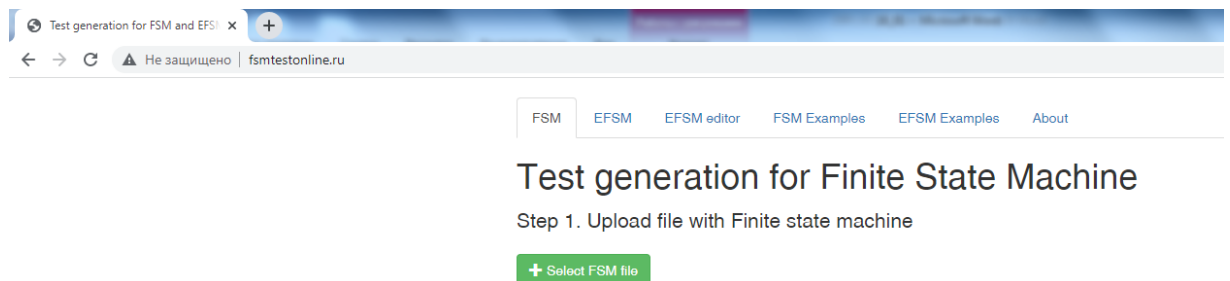 Test generation for FSM and EFS
Не защищено | fsmtestonline.ru
FSM EFSM EFSM editor FSM Examples EFSM Examples About
Test generation for Finite State Machine
Step 1. Upload file with Finite state machine
+ Select FSM file